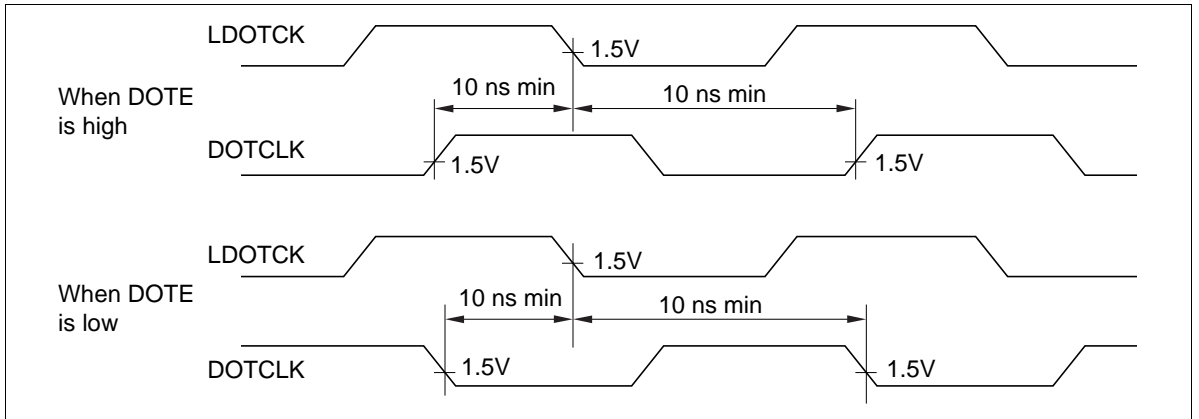 LDOTCK
1.5V
When DOTE
is high
10 ns min
10 ns min
DOTCLK
1.5V
1.5V
LDOTCK
1.5V
When DOTE
is low
10 ns min
10 ns min
DOTCLK
1.5V
1.5V